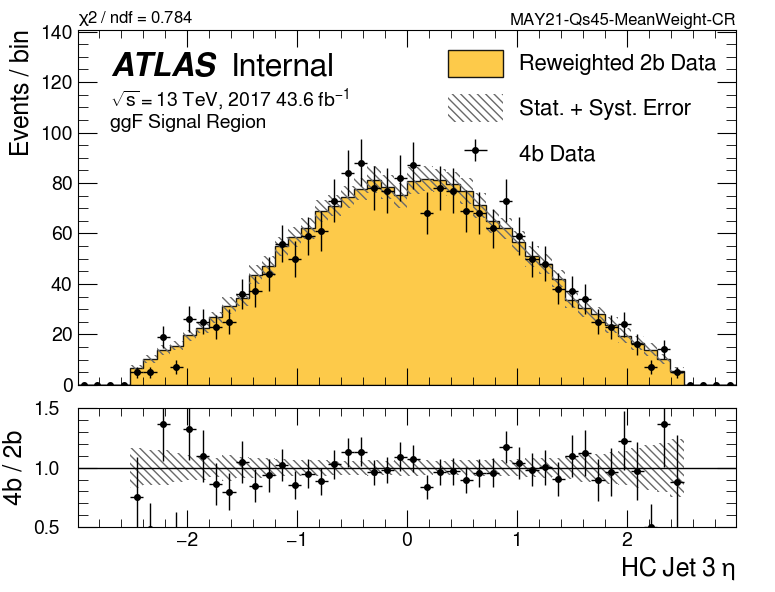 χ2 / ndf = 0.784
MAY21-Qs45-MeanWeight-CR
Events / bin
140
120
100
80
60
40
20
0
ATLAS Internal
√s = 13 TeV, 2017 43.6 fb⁻¹
ggF Signal Region
Reweighted 2b Data
Stat. + Syst. Error
4b Data
4b / 2b
1.5
1.0
0.5
−2 −1 0 1 2
HC Jet 3 η